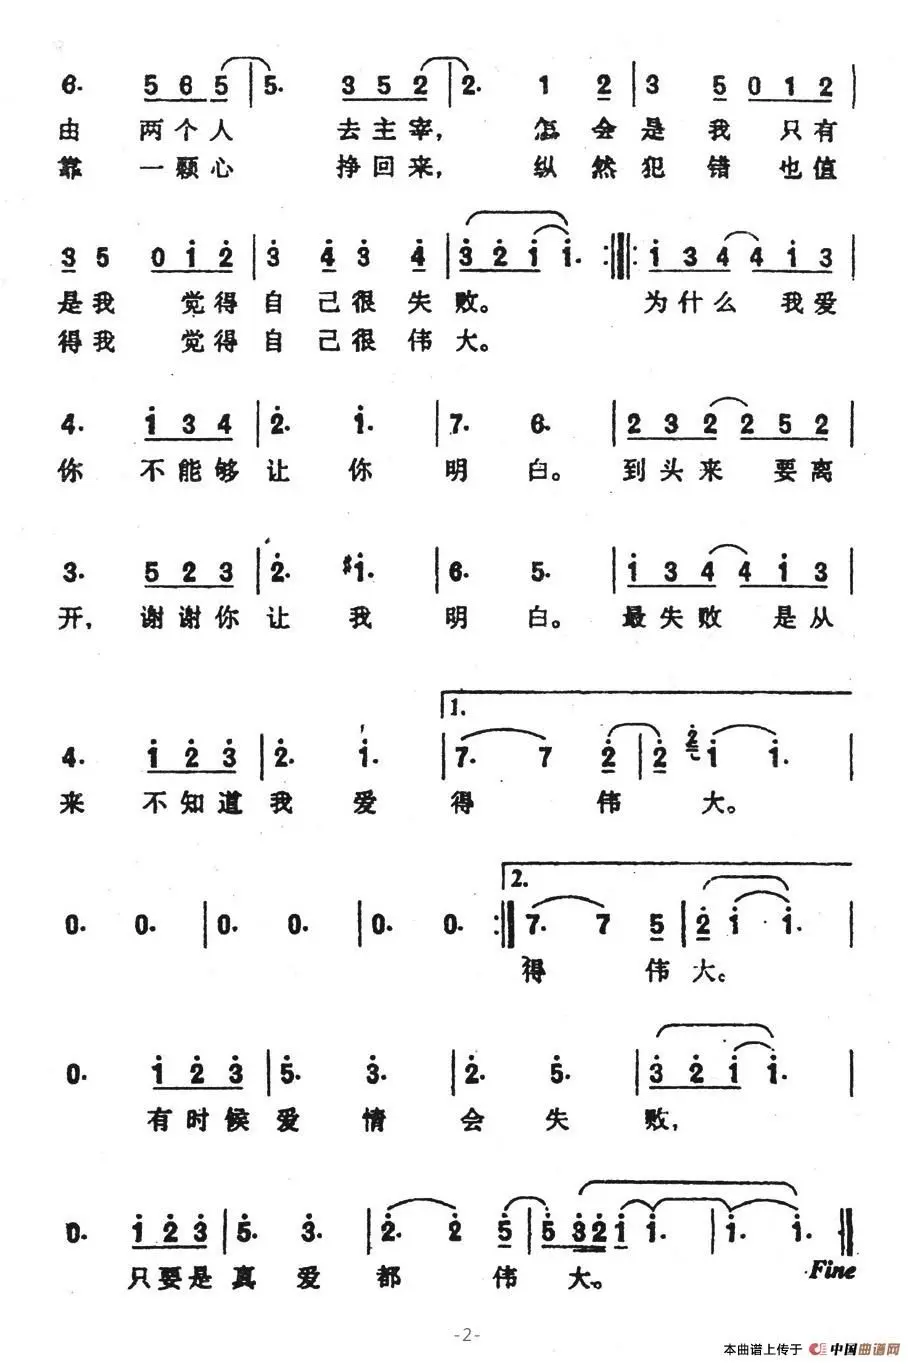 6. 5 6 5 | 5. 3 5 2 | 2. 1 2 | 3 5 0 1 2 |
由 两个人 去主宰, 怎会是我 只有
靠 一颗心 挣回来, 纵然犯错 也值
3 5 0 1 2 | 3 4 3 4 | 3 2 1 1. :||: 1 3 4 4 1 3 |
是我 觉得自己很失败。 为什么 我爱
得我 觉得自己很伟大。
4. 1 3 4 | 2. 1. | 7. 6. | 2 3 2 2 5 2 |
你 不能够让你明白。到头来 要离
3. 5 2 3 | 2. #1. | 6. 5. | 1 3 4 4 1 3 |
开, 谢谢你让我明白。最失败 是从
1.
4. 1 2 3 | 2. 1. | 7. 7 2 | 2 2 1 1. |
来 不知道我爱得 伟 大。
2.
0. 0. | 0. 0. | 0. 0. :|| 7. 7 5 | 2 1 1. |
得 伟大。
0. 1 2 3 | 5. 3. | 2. 5. | 3 2 1 1. |
有时候爱情会失败,
0. 1 2 3 | 5. 3. | 2. 2 5 | 5 3 2 1 1. | 1. 1. ||
只要是真爱都 伟 大。 Fine
-2-
本曲谱上传于 中国曲谱网